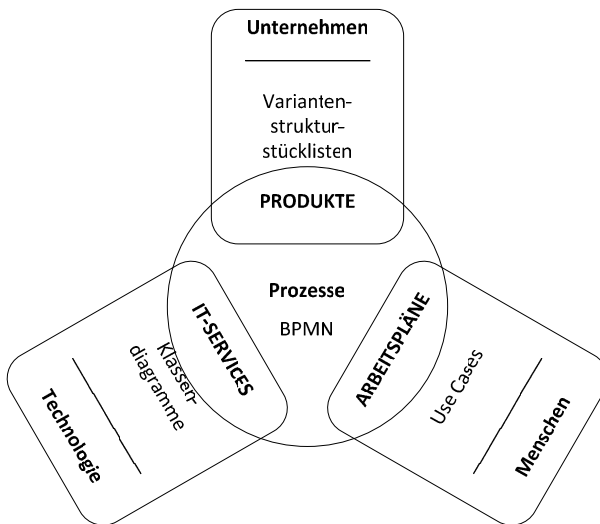 Unternehmen
Varianten-
struktur-
stücklisten
PRODUKTE
Prozesse
BPMN
IT-SERVICES
Klassen-
diagramme
Technologie
ARBEITSPLÄNE
Use Cases
Menschen